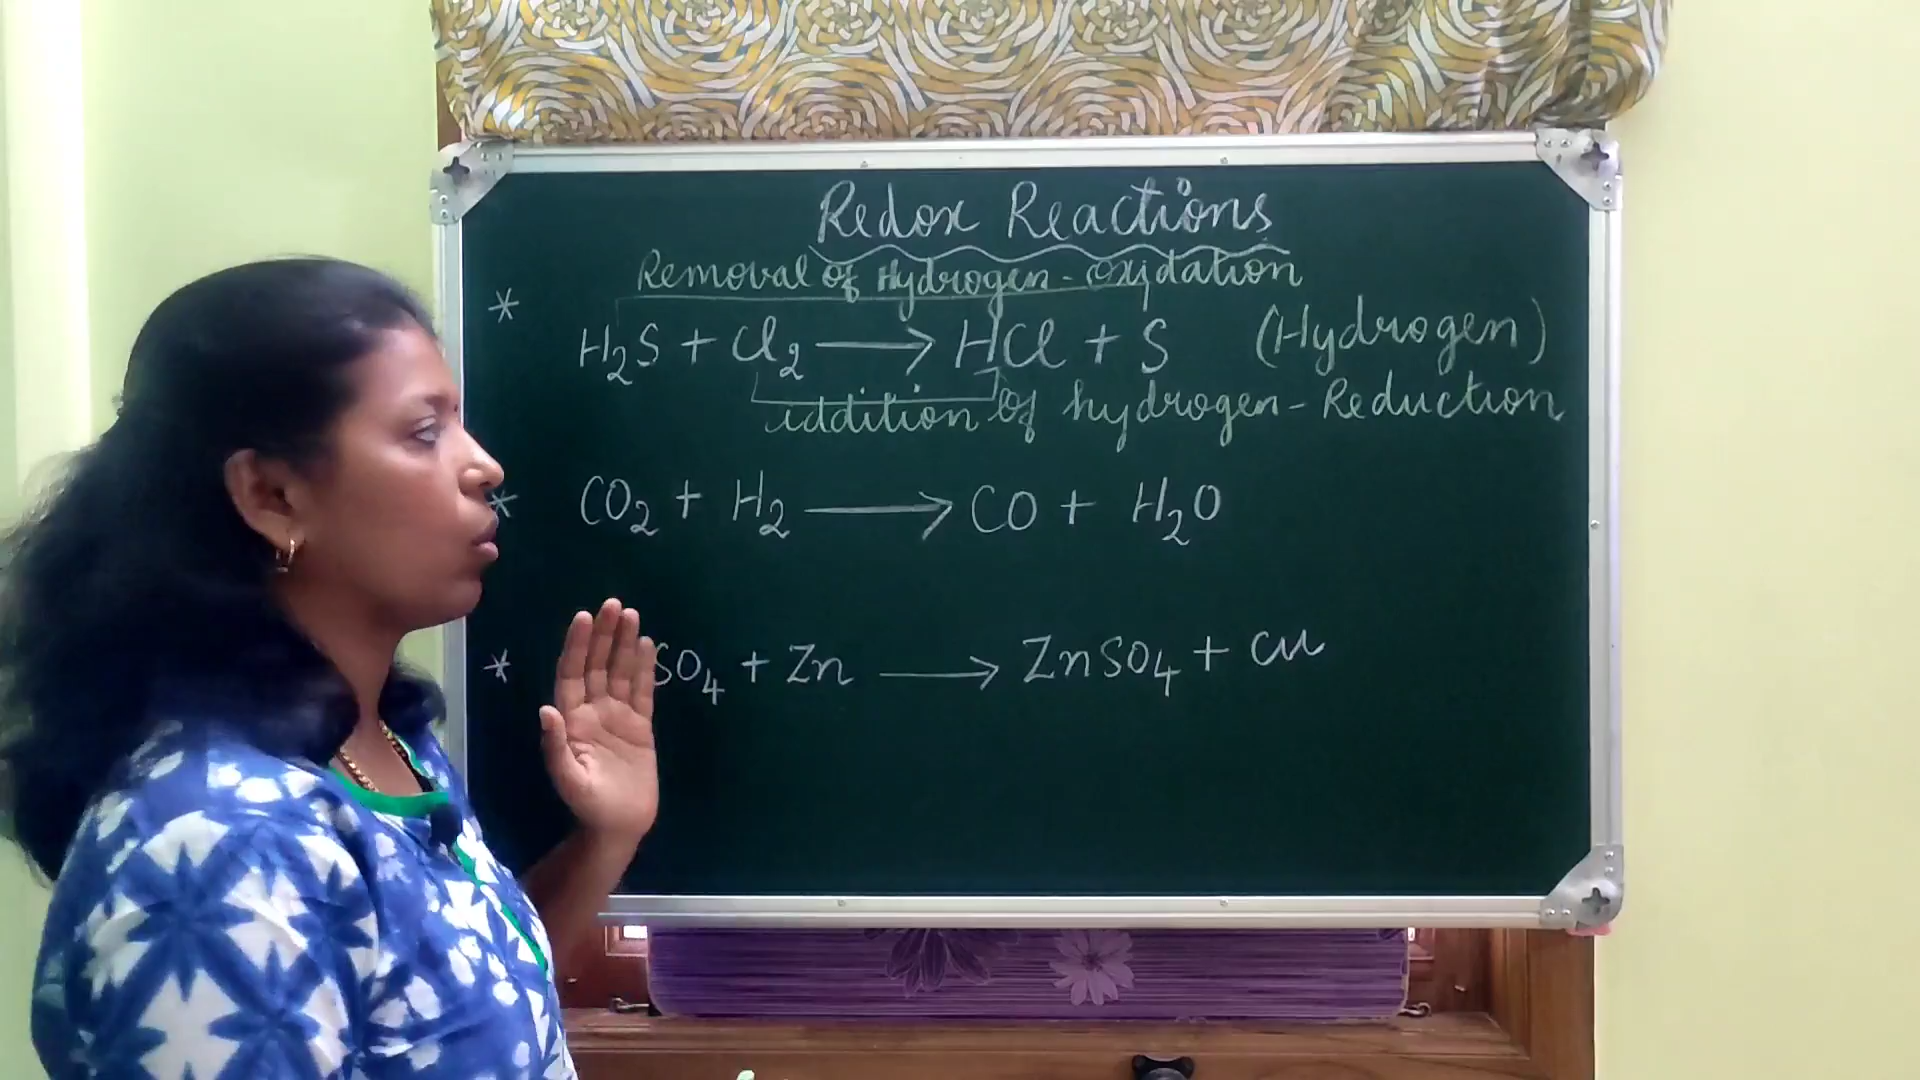 Redox Reactions
Removal of Hydrogen - Oxidation
* H₂S + Cl₂ ⟶ HCl + S (Hydrogen)
addition of hydrogen - Reduction
* CO₂ + H₂ ⟶ CO + H₂O
* SO₄ + Zn ⟶ ZnSO₄ + Cu